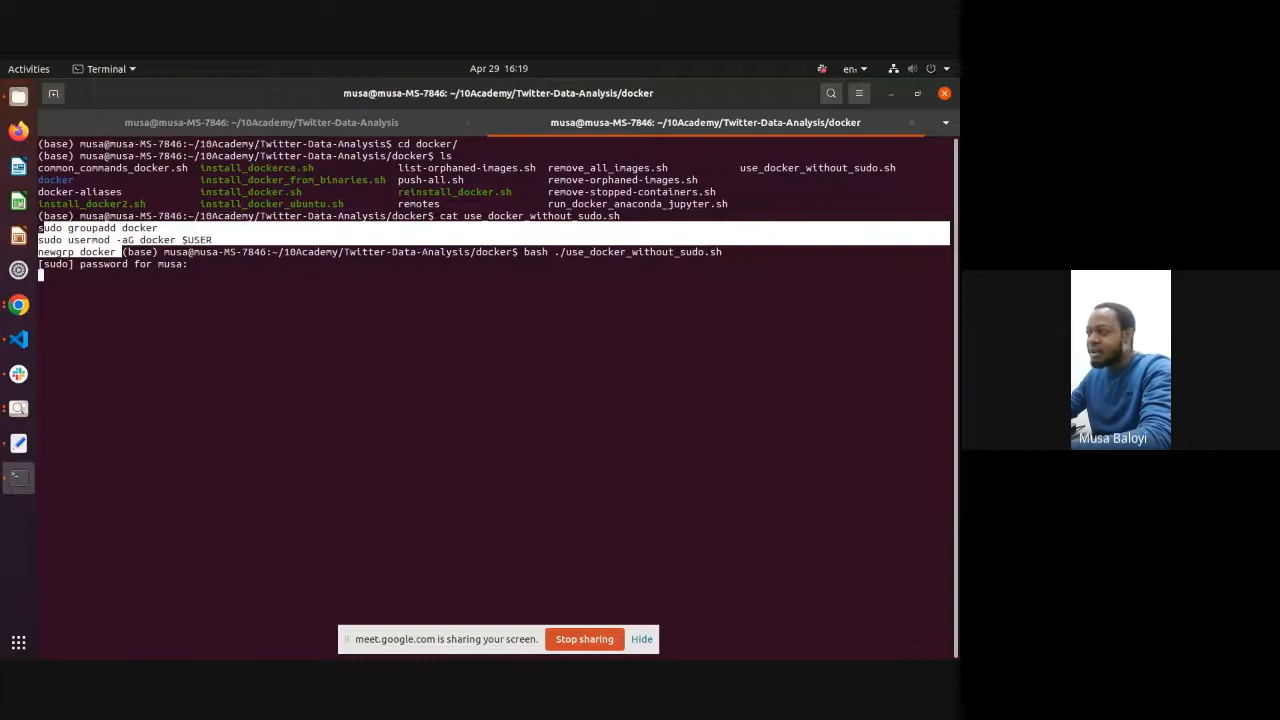 Activities
Terminal
Apr 29 16:19
en₁
musa@musa-MS-7846: ~/10Academy/Twitter-Data-Analysis/docker
musa@musa-MS-7846: ~/10Academy/Twitter-Data-Analysis
musa@musa-MS-7846: ~/10Academy/Twitter-Data-Analysis/docker
(base) musa@musa-MS-7846:~/10Academy/Twitter-Data-Analysis$ cd docker/
(base) musa@musa-MS-7846:~/10Academy/Twitter-Data-Analysis/docker$ ls
common_commands_docker.sh install_dockerce.sh list-orphaned-images.sh remove_all_images.sh use_docker_without_sudo.sh
docker install_docker_from_binaries.sh push-all.sh remove-orphaned-images.sh
docker-aliases install_docker.sh reinstall_docker.sh remove-stopped-containers.sh
install_docker2.sh install_docker_ubuntu.sh remotes run_docker_anaconda_jupyter.sh
(base) musa@musa-MS-7846:~/10Academy/Twitter-Data-Analysis/docker$ cat use_docker_without_sudo.sh
sudo groupadd docker
sudo usermod -aG docker $USER
newgrp docker (base) musa@musa-MS-7846:~/10Academy/Twitter-Data-Analysis/docker$ bash ./use_docker_without_sudo.sh
[sudo] password for musa:
Musa Baloyi
meet.google.com is sharing your screen.
Stop sharing
Hide